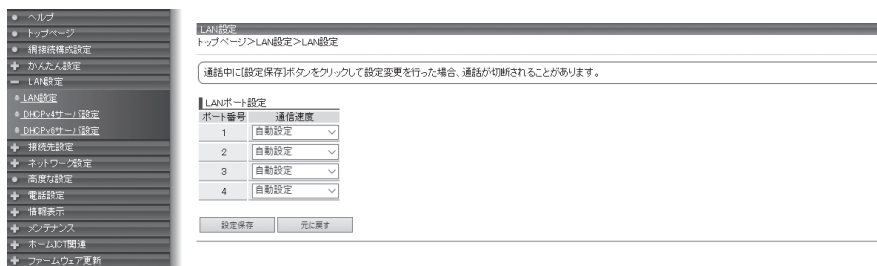 ヘルプ
トップページ
網接続構成設定
かんたん設定
LAN設定
LAN設定
DHCPv4サーバ設定
DHCPv6サーバ設定
接続先設定
ネットワーク設定
高度な設定
電話設定
情報表示
メンテナンス
ホームICT関連
ファームウェア更新
LAN設定
トップページ>LAN設定>LAN設定
通話中に[設定保存]ボタンをクリックして設定変更を行った場合、通話が切断されることがあります。
LANポート設定
ポート番号 通信速度
1 自動設定
2 自動設定
3 自動設定
4 自動設定
設定保存 元に戻す